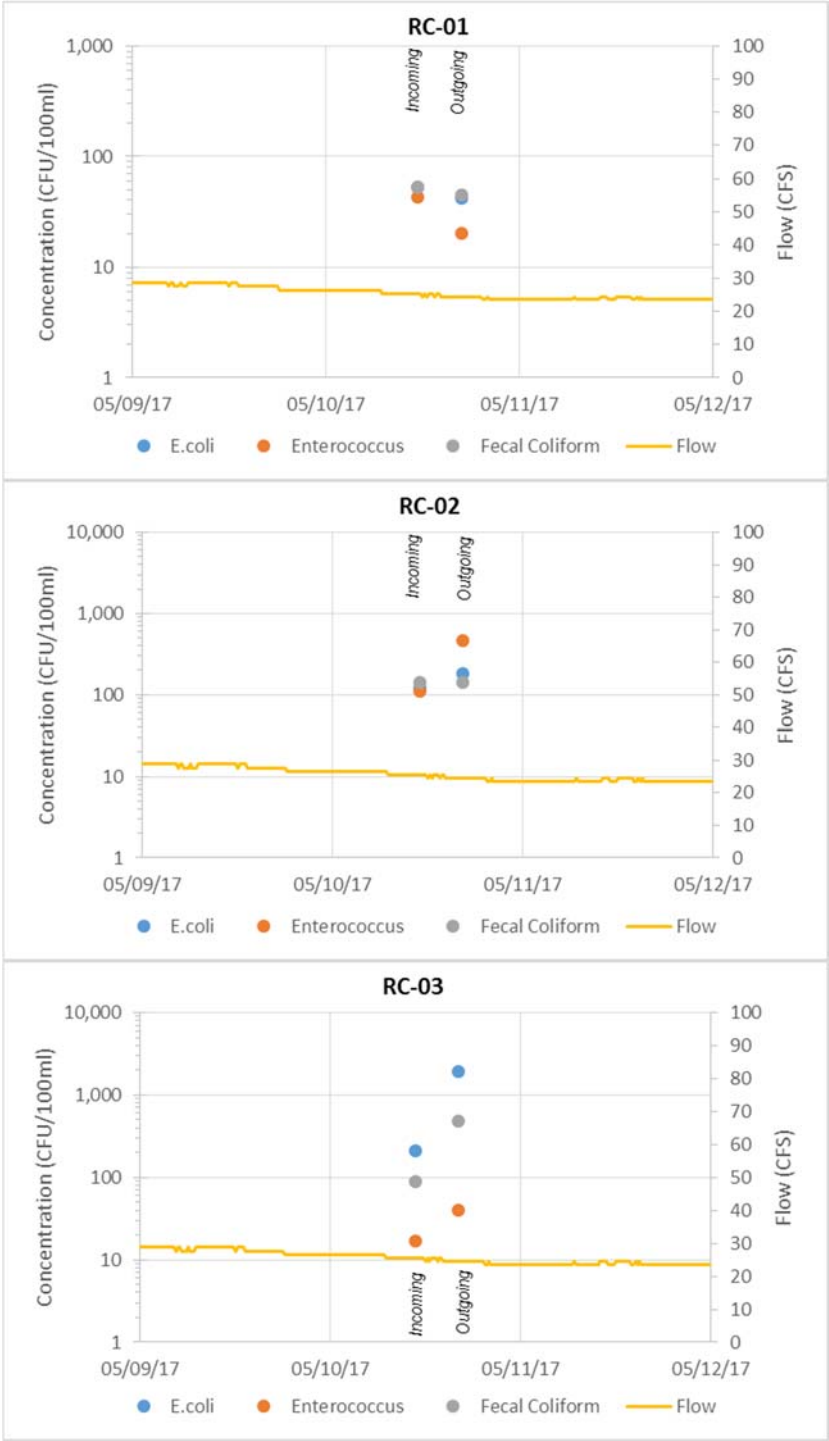 RC-01
Concentration (CFU/100ml)
1,000
100
10
1
Incoming
Outgoing
100
90
80
70
60
50
40
30
20
10
0
Flow (CFS)
05/09/17 05/10/17 05/11/17 05/12/17
E.coli Enterococcus Fecal Coliform Flow
RC-02
Concentration (CFU/100ml)
10,000
1,000
100
10
1
Incoming
Outgoing
100
90
80
70
60
50
40
30
20
10
0
Flow (CFS)
05/09/17 05/10/17 05/11/17 05/12/17
E.coli Enterococcus Fecal Coliform Flow
RC-03
Concentration (CFU/100ml)
10,000
1,000
100
10
1
Incoming
Outgoing
100
90
80
70
60
50
40
30
20
10
0
Flow (CFS)
05/09/17 05/10/17 05/11/17 05/12/17
E.coli Enterococcus Fecal Coliform Flow